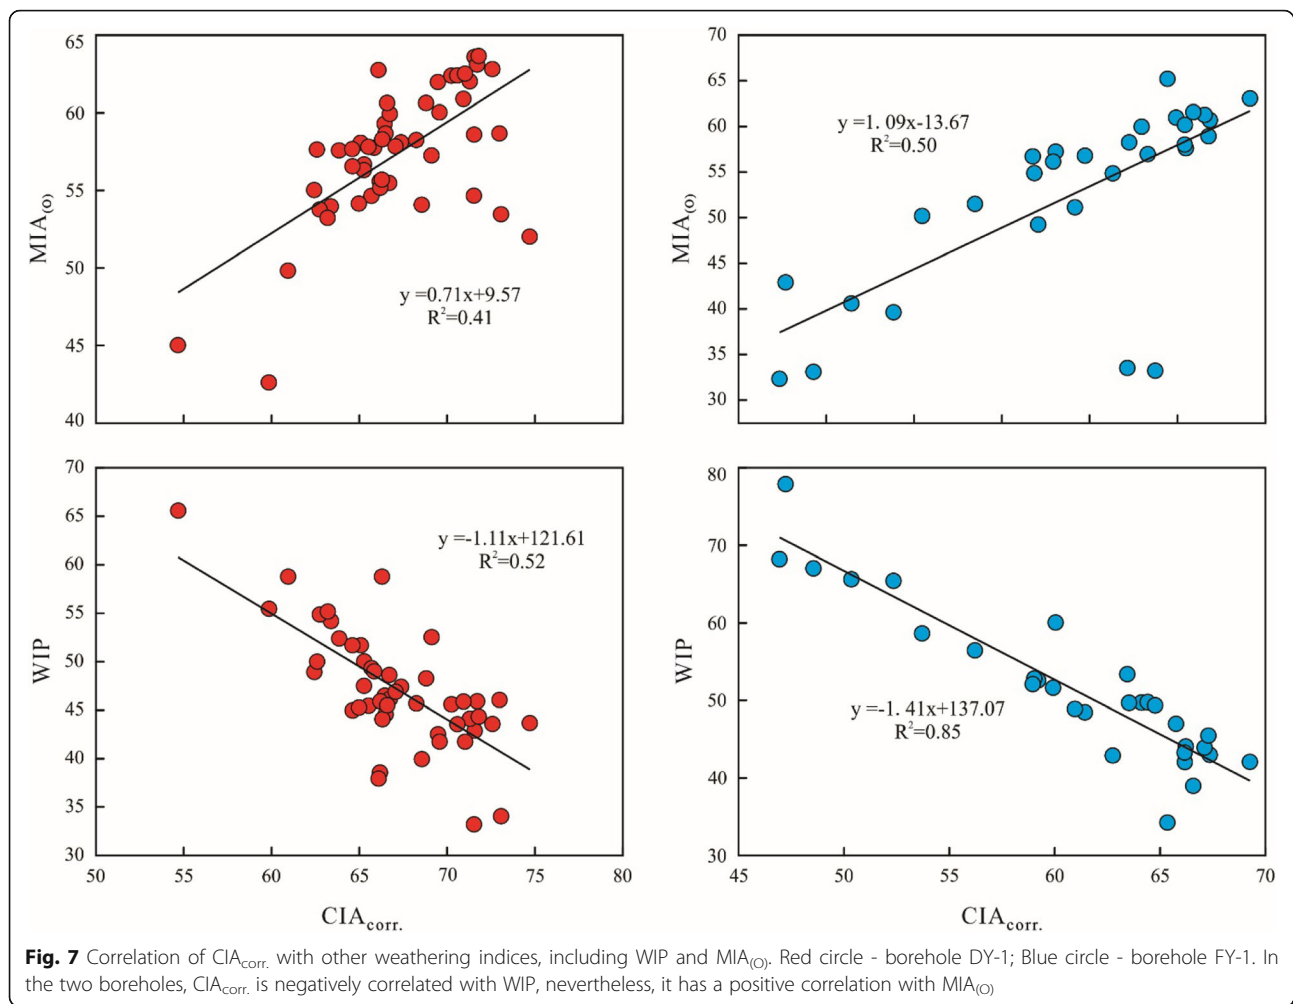 65
60
55
50
45
40
MIA(O)
y =0.71x+9.57
R²=0.41
70
65
60
55
50
45
40
35
30
MIA(O)
y =1. 09x-13.67
R²=0.50
70
65
60
55
50
45
40
35
30
WIP
y =-1.11x+121.61
R²=0.52
50 55 60 65 70 75 80
CIAcorr.
80
70
60
50
40
30
WIP
y =-1. 41x+137.07
R²=0.85
45 50 55 60 65 70
CIAcorr.
Fig. 7 Correlation of CIAcorr. with other weathering indices, including WIP and MIA(O). Red circle - borehole DY-1; Blue circle - borehole FY-1. In
the two boreholes, CIAcorr. is negatively correlated with WIP, nevertheless, it has a positive correlation with MIA(O)